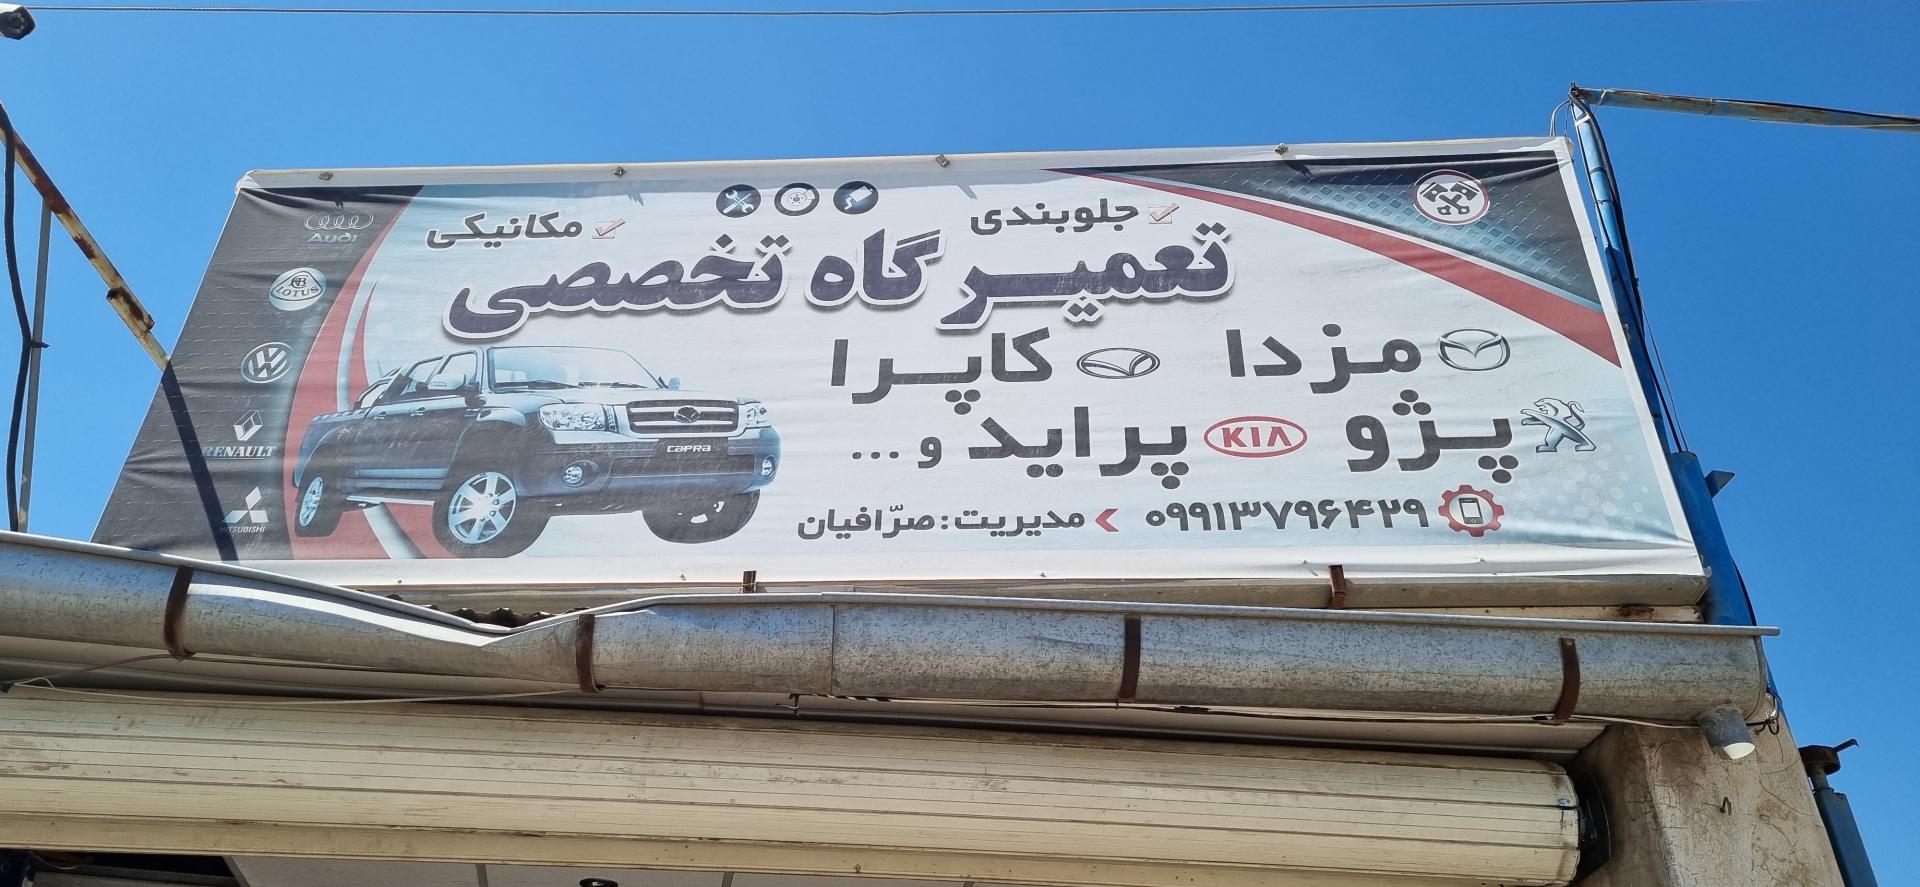 جلوبندی
مکانیکی
تعمیرگاه تخصصی
مزدا کاپرا
پژو KIA پراید و ...
۰۹۹۱۳۷۹۶۴۲۹
مدیریت: صرّافیان
Audi
LOTUS
RENAULT
MITSUBISHI
CAPRA